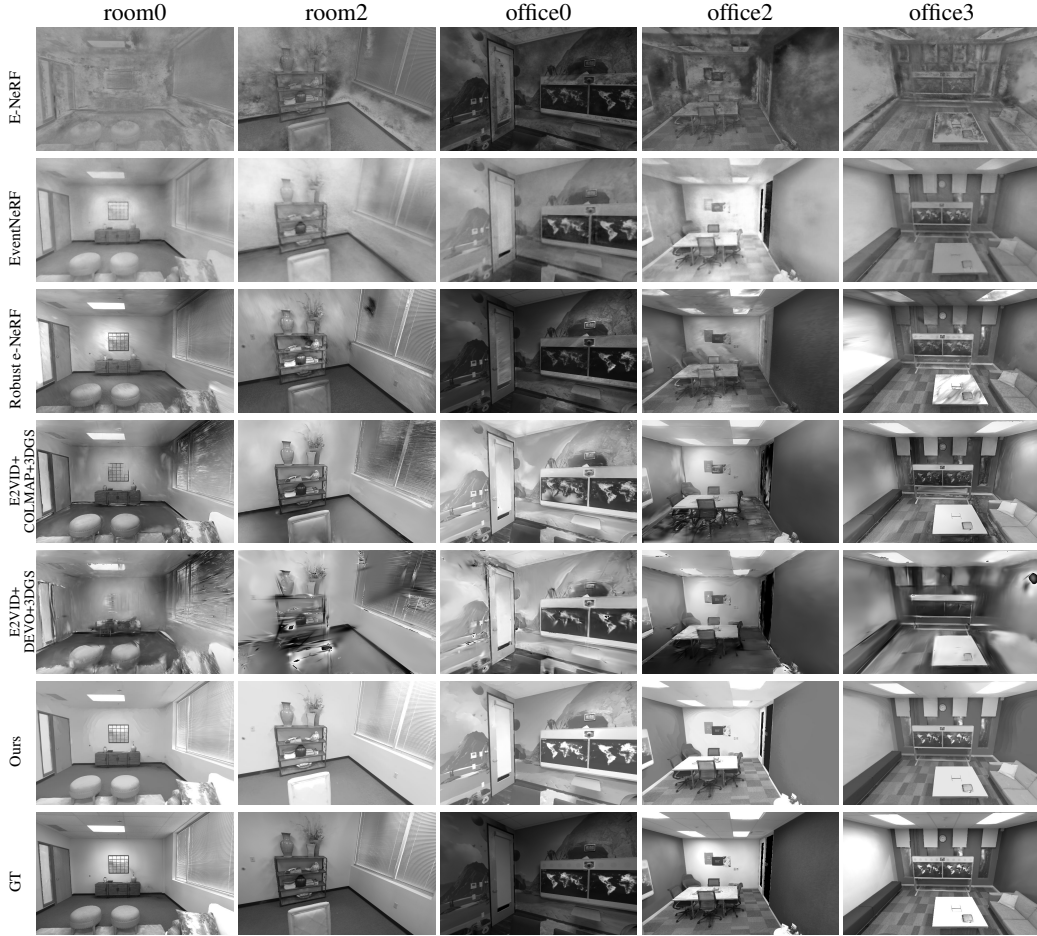 room0 room2 office0 office2 office3
E-NeRF
EventNeRF
Robust e-NeRF
E2VID+
COLMAP+3DGS
E2VID+
DEVO+3DGS
Ours
GT